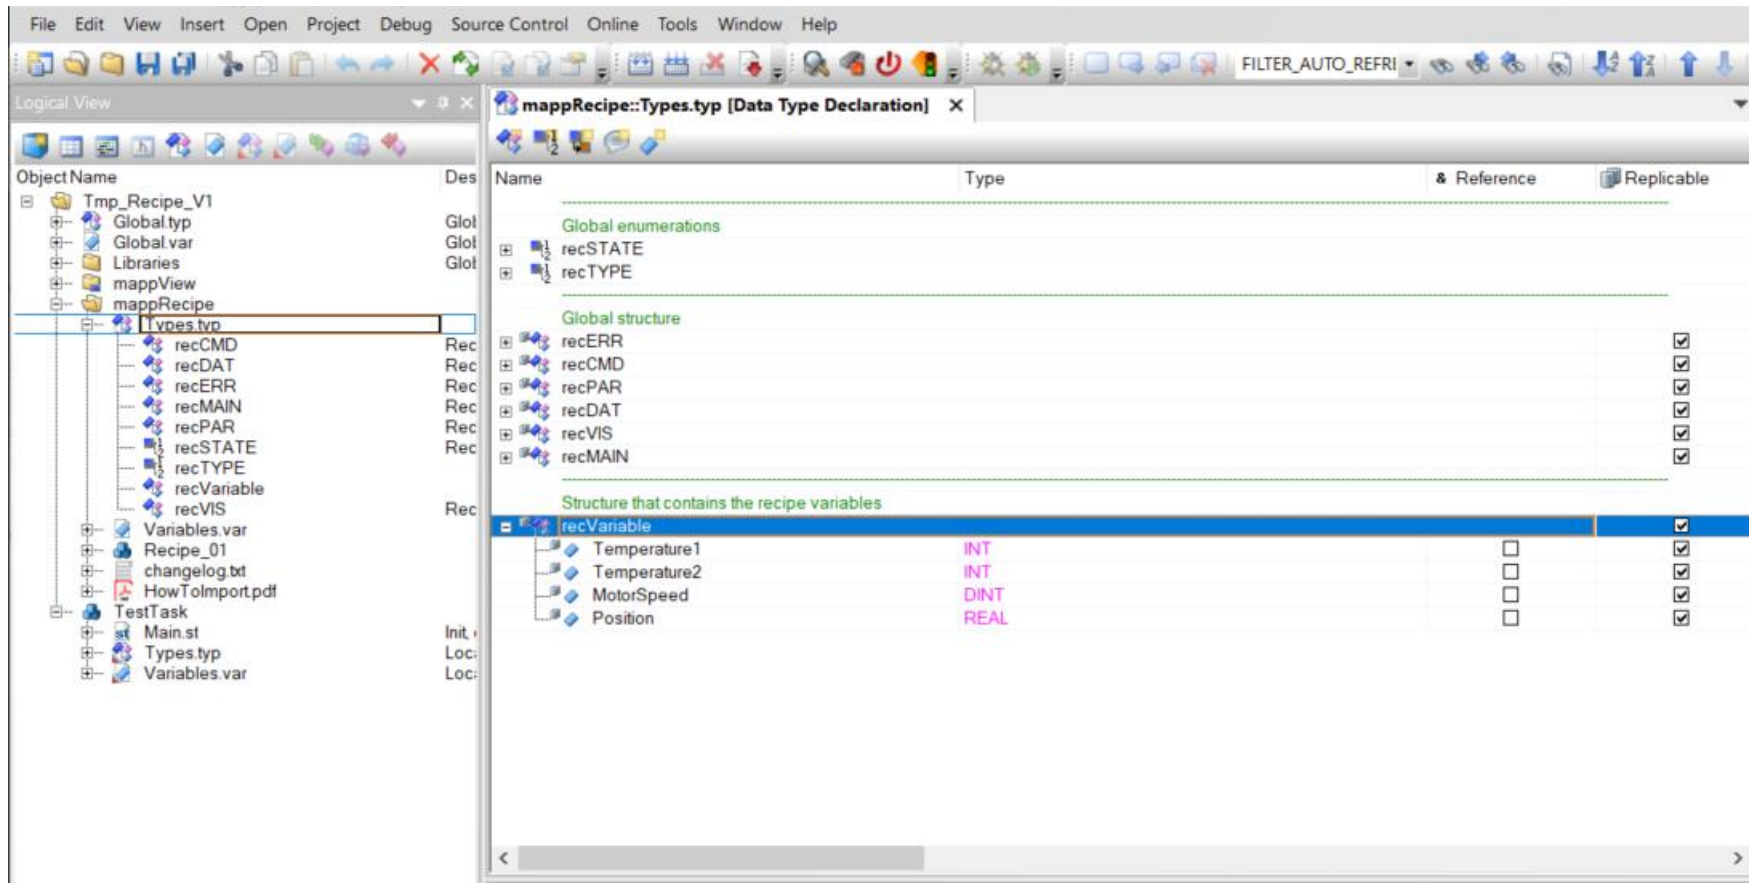 File Edit View Insert Open Project Debug Source Control Online Tools Window Help
FILTER_AUTO_REFRI
Logical View
mappRecipe::Types.typ [Data Type Declaration]
Object Name Des
Tmp_Recipe_V1
Global.typ Glob
Global.var Glob
Libraries Glob
mappView
mappRecipe
Types.typ
recCMD Rec
recDAT Rec
recERR Rec
recMAIN Rec
recPAR Rec
recSTATE Rec
recTYPE
recVariable
recVIS Rec
Variables.var
Recipe_01
changelog.txt
HowToImport.pdf
TestTask
Main.st Init,
Types.typ Loca
Variables.var Loca
Name Type & Reference Replicable
Global enumerations
recSTATE
recTYPE
Global structure
recERR
recCMD
recPAR
recDAT
recVIS
recMAIN
Structure that contains the recipe variables
recVariable
Temperature1 INT
Temperature2 INT
MotorSpeed DINT
Position REAL